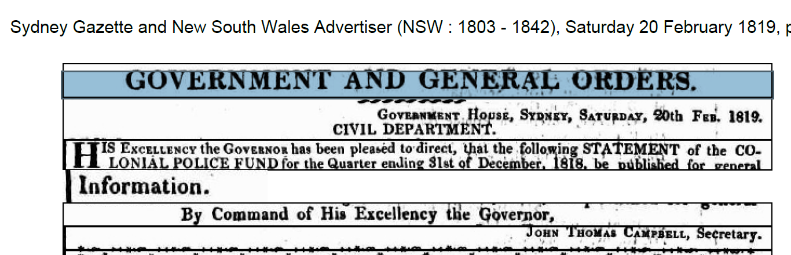 Sydney Gazette and New South Wales Advertiser (NSW : 1803 - 1842), Saturday 20 February 1819,
GOVERNMENT AND GENERAL ORDERS.
GOVERNMENT HOUSE, SYDNEY, SATURDAY, 20th FEB. 1819.
CIVIL DEPARTMENT.
HIS EXCELLENCY the GOVERNOR has been pleased to direct, that the following STATEMENT of the CO-
LONIAL POLICE FUND for the Quarter ending 31st of December, 1818, be published for general
Information.
By Command of His Excellency the Governor,
JOHN THOMAS CAMPBELL, Secretary.